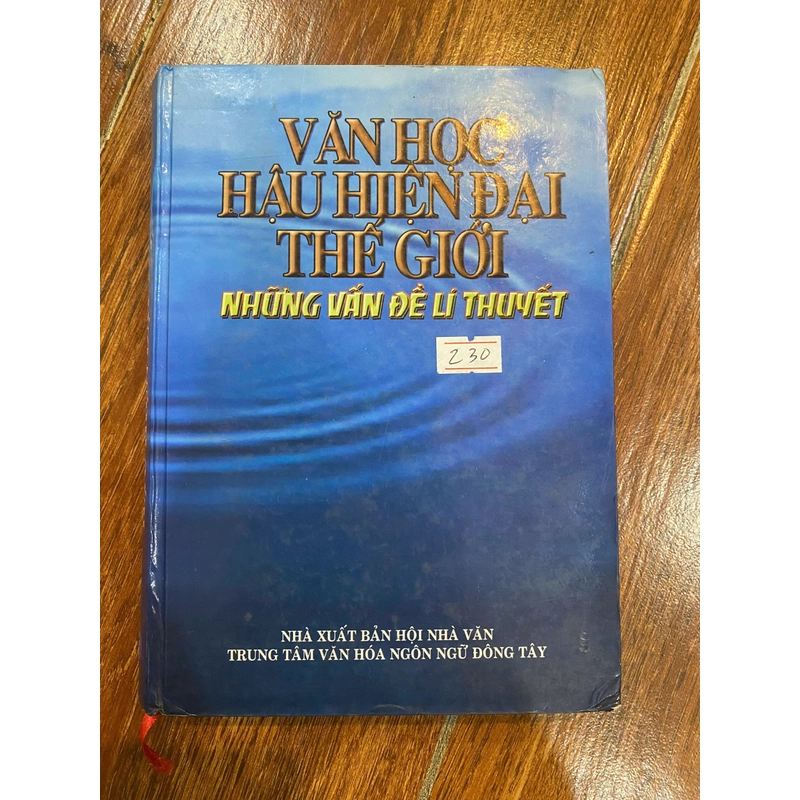 VĂN HỌC
HẬU HIỆN ĐẠI
THẾ GIỚI
NHỮNG VẤN ĐỀ LÍ THUYẾT
230
NHÀ XUẤT BẢN HỘI NHÀ VĂN
TRUNG TÂM VĂN HÓA NGÔN NGỮ ĐÔNG TÂY